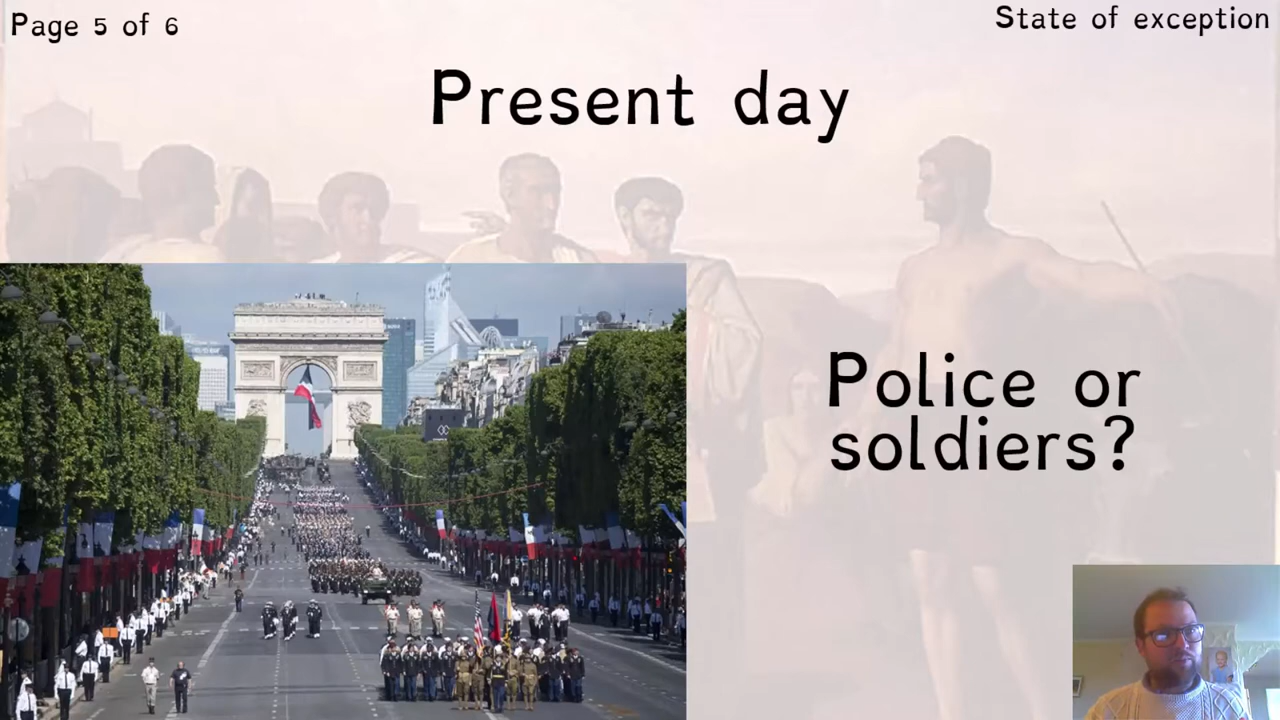 Page 5 of 6
State of exception
Present day
Police or
soldiers?